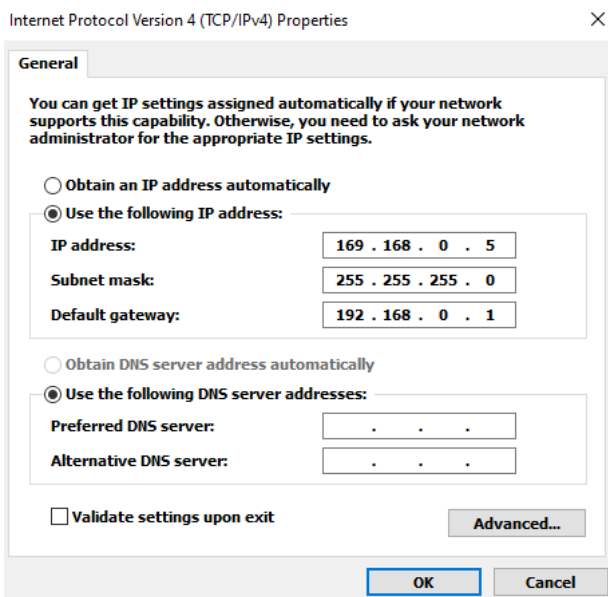 Internet Protocol Version 4 (TCP/IPv4) Properties
General
You can get IP settings assigned automatically if your network
supports this capability. Otherwise, you need to ask your network
administrator for the appropriate IP settings.
Obtain an IP address automatically
Use the following IP address:
IP address: 169 . 168 . 0 . 5
Subnet mask: 255 . 255 . 255 . 0
Default gateway: 192 . 168 . 0 . 1
Obtain DNS server address automatically
Use the following DNS server addresses:
Preferred DNS server: . . .
Alternative DNS server: . . .
Validate settings upon exit
Advanced...
OK Cancel